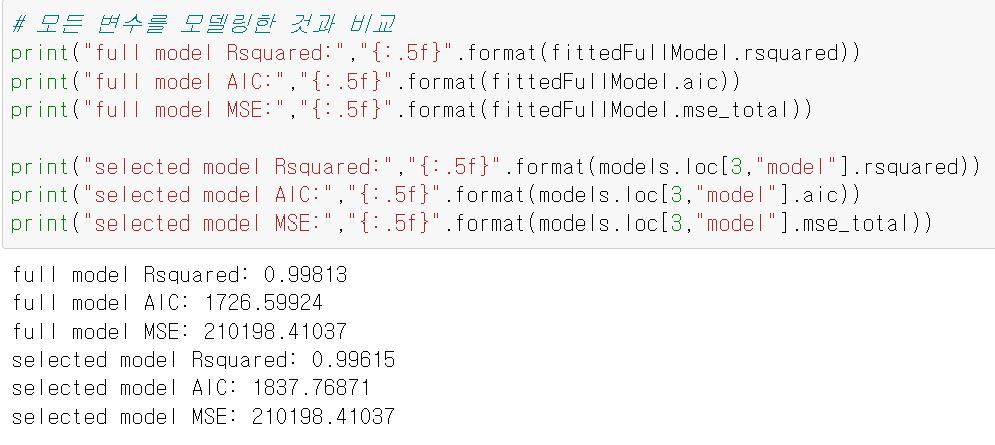 # 모든 변수를 모델링한 것과 비교
print("full model Rsquared:","{:.5f}".format(fittedFullModel.rsquared))
print("full model AIC:","{:.5f}".format(fittedFullModel.aic))
print("full model MSE:","{:.5f}".format(fittedFullModel.mse_total))
print("selected model Rsquared:","{:.5f}".format(models.loc[3,"model"].rsquared))
print("selected model AIC:","{:.5f}".format(models.loc[3,"model"].aic))
print("selected model MSE:","{:.5f}".format(models.loc[3,"model"].mse_total))
full model Rsquared: 0.99813
full model AIC: 1726.59924
full model MSE: 210198.41037
selected model Rsquared: 0.99615
selected model AIC: 1837.76871
selected model MSE: 210198.41037